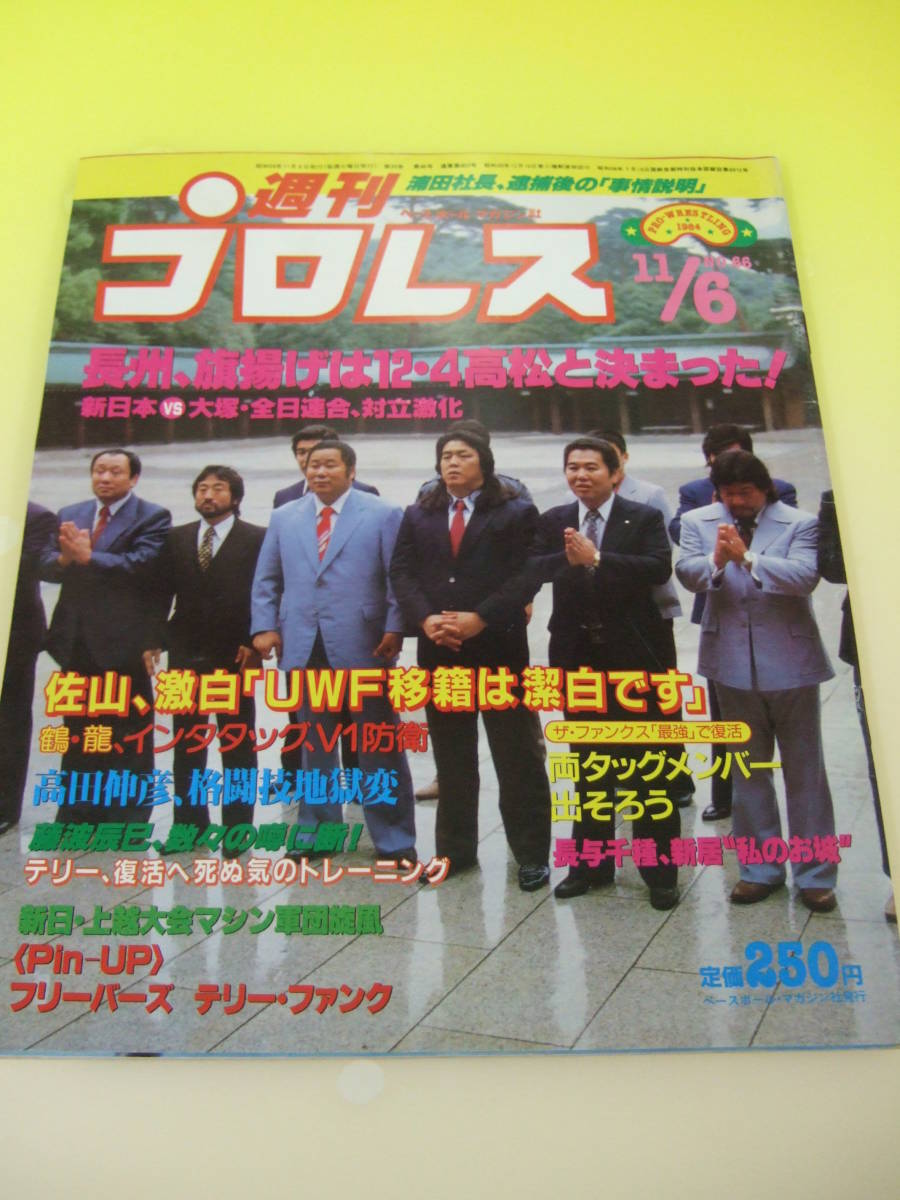 浦田社長、逮捕後の「事情説明」
週刊
ベースボール・マガジン社
プロレス
PRO-WRESTLING
1984
NO 66
11/6
長州、旗揚げは12・4高松と決まった!
新日本VS大塚・全日連合、対立激化
佐山、激白「UWF移籍は潔白です」
鶴・龍、インタタッグ、V1防衛
高田伸彦、格闘技地獄変
藤波辰巳、数々の噂に断!
テリー、復活へ死ぬ気のトレーニング
新日・上越大会マシン軍団旋風
〈Pin-UP〉
フリーバーズ テリー・ファンク
ザ・ファンクス「最強」で復活
両タッグメンバー
出そろう
長与千種、新居“私のお城”
定価250円
ベースボール・マガジン社発行